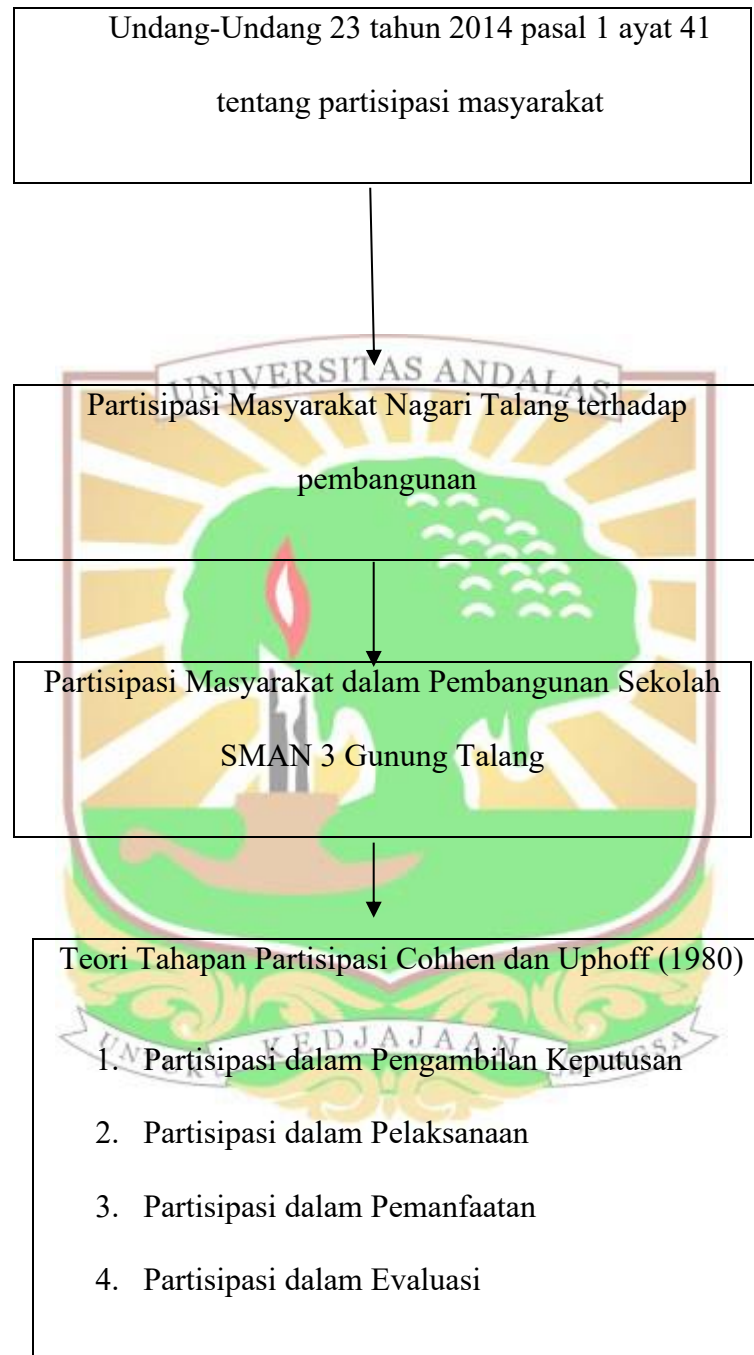 Undang-Undang 23 tahun 2014 pasal 1 ayat 41
tentang partisipasi masyarakat
UNIVERSITAS ANDALAS
Partisipasi Masyarakat Nagari Talang terhadap
pembangunan
Partisipasi Masyarakat dalam Pembangunan Sekolah
SMAN 3 Gunung Talang
Teori Tahapan Partisipasi Cohhen dan Uphoff (1980)
KEDJAJAAN
1. Partisipasi dalam Pengambilan Keputusan
2. Partisipasi dalam Pelaksanaan
3. Partisipasi dalam Pemanfaatan
4. Partisipasi dalam Evaluasi